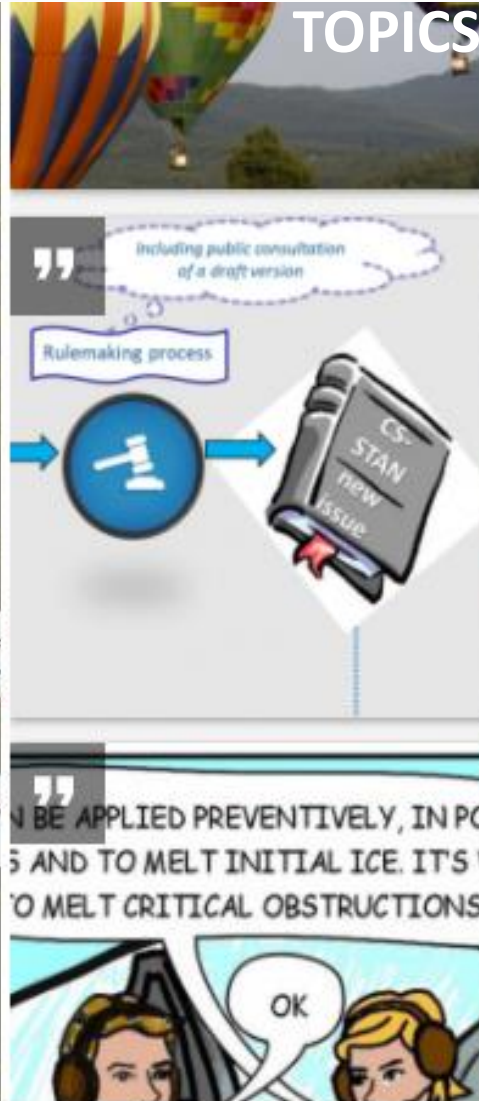 TOPICS
Including public consultation
of a draft version
Rulemaking process
CS-
STAN
new
issue
N BE APPLIED PREVENTIVELY, IN PO
S AND TO MELT INITIAL ICE. IT'S
TO MELT CRITICAL OBSTRUCTIONS
OK